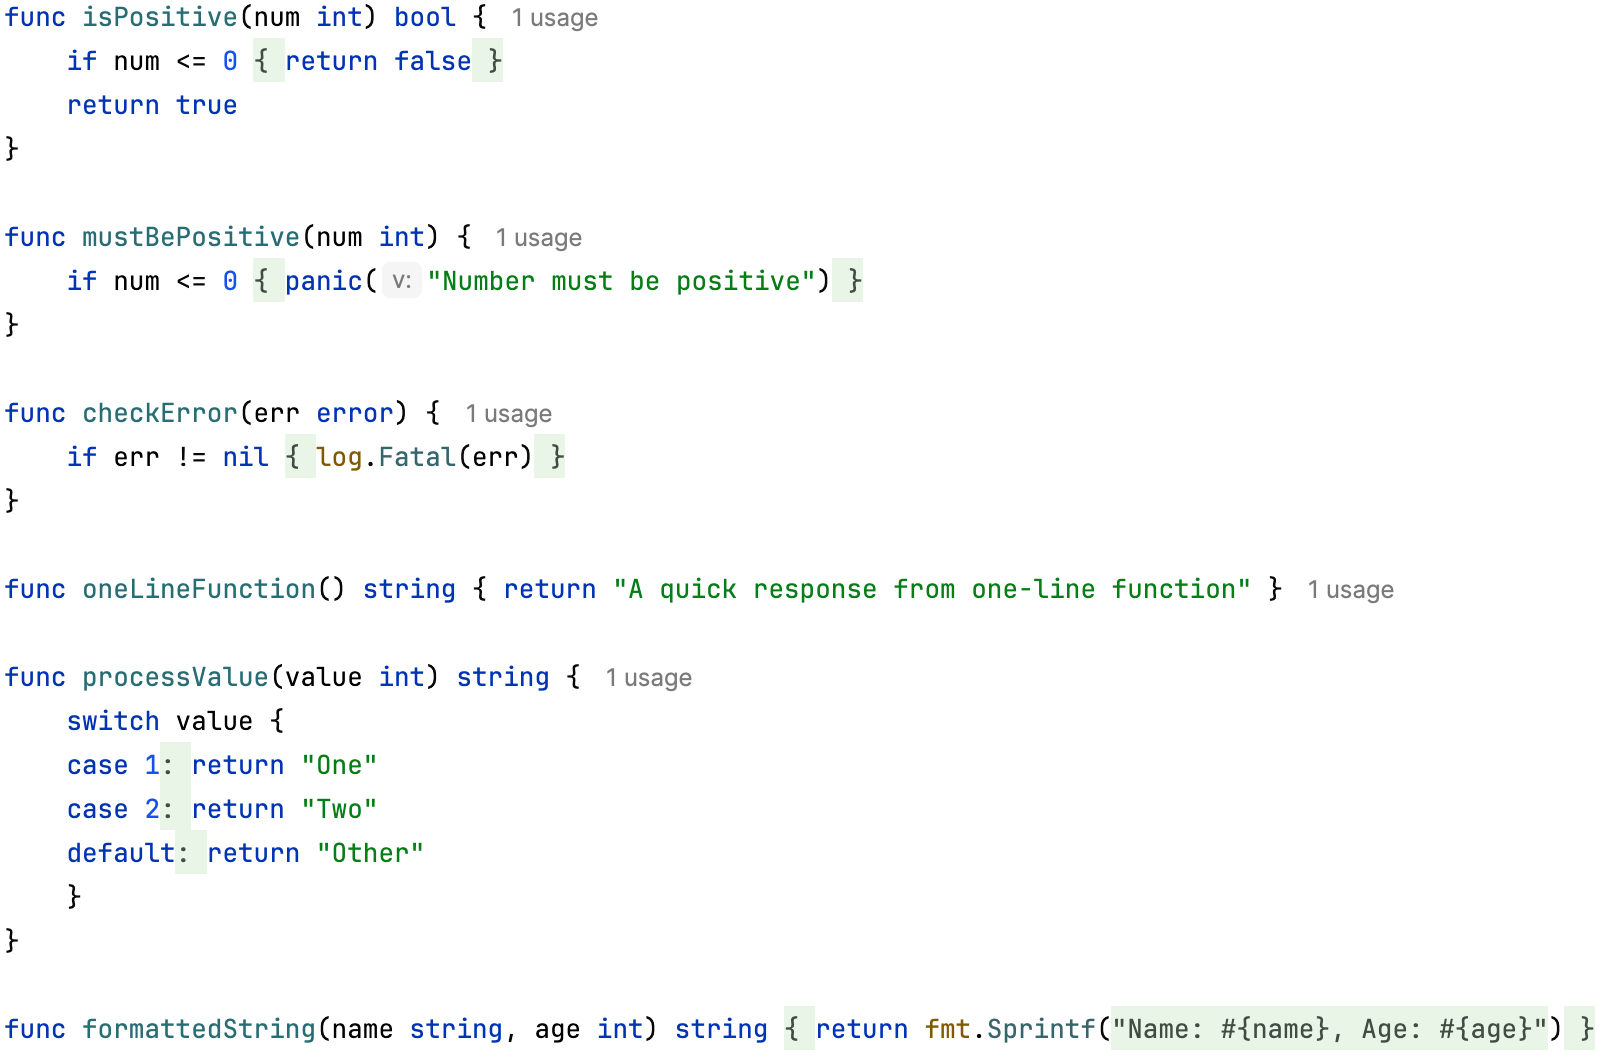 func isPositive(num int) bool { 1 usage
    if num <= 0 { return false }
    return true
}

func mustBePositive(num int) { 1 usage
    if num <= 0 { panic( v: "Number must be positive") }
}

func checkError(err error) { 1 usage
    if err != nil { log.Fatal(err) }
}

func oneLineFunction() string { return "A quick response from one-line function" } 1 usage

func processValue(value int) string { 1 usage
    switch value {
    case 1: return "One"
    case 2: return "Two"
    default: return "Other"
    }
}

func formattedString(name string, age int) string { return fmt.Sprintf("Name: #{name}, Age: #{age}") }